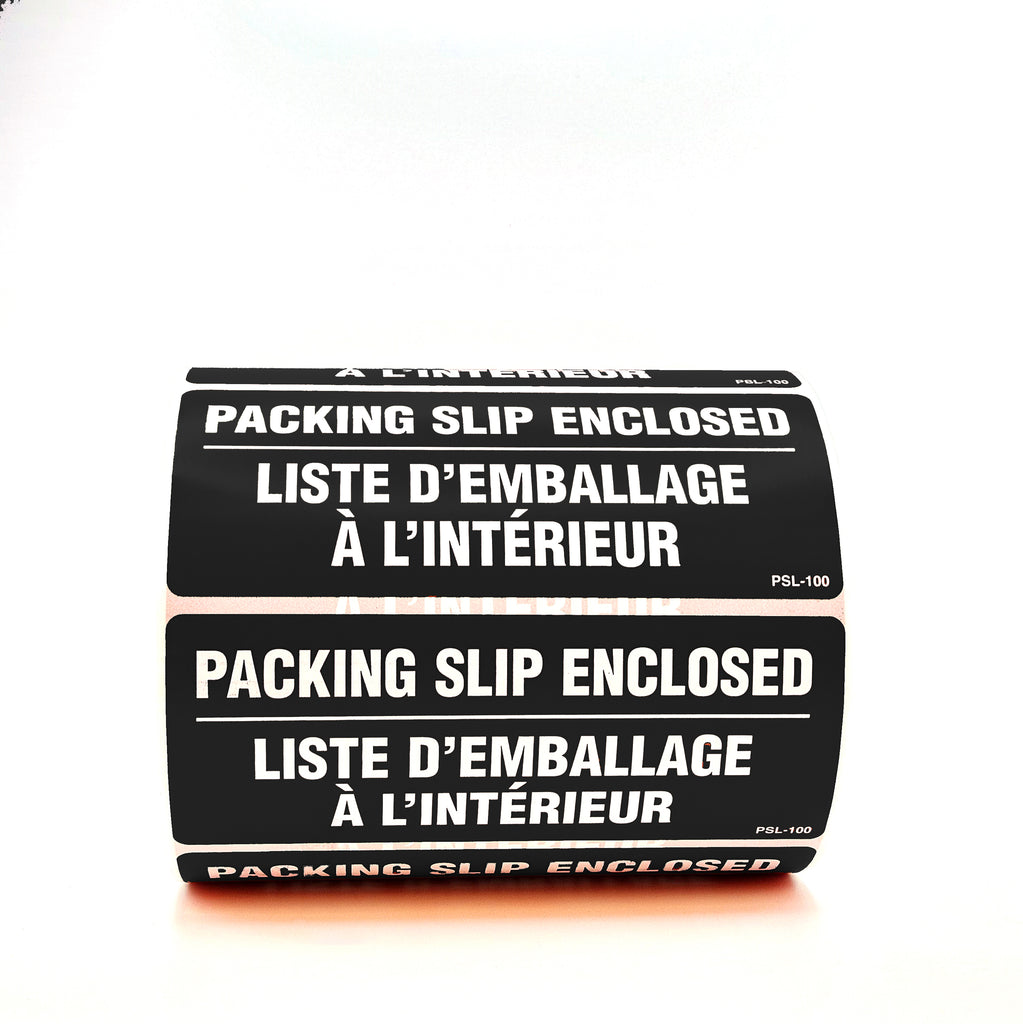 À L'INTÉRIEUR
PSL-100
PACKING SLIP ENCLOSED
LISTE D'EMBALLAGE
À L'INTÉRIEUR
PSL-100
PACKING SLIP ENCLOSED
LISTE D'EMBALLAGE
À L'INTÉRIEUR
PSL-100
PACKING SLIP ENCLOSED